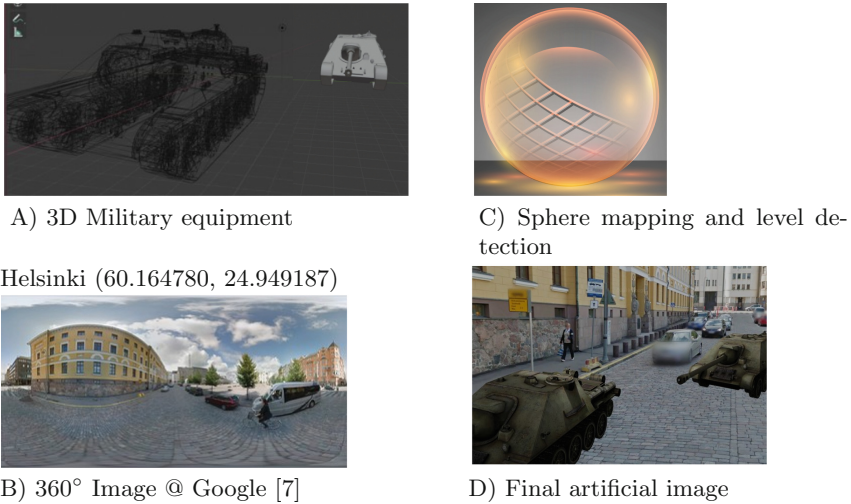 A) 3D Military equipment
C) Sphere mapping and level de-
tection
Helsinki (60.164780, 24.949187)
B) 360° Image @ Google [7]
D) Final artificial image